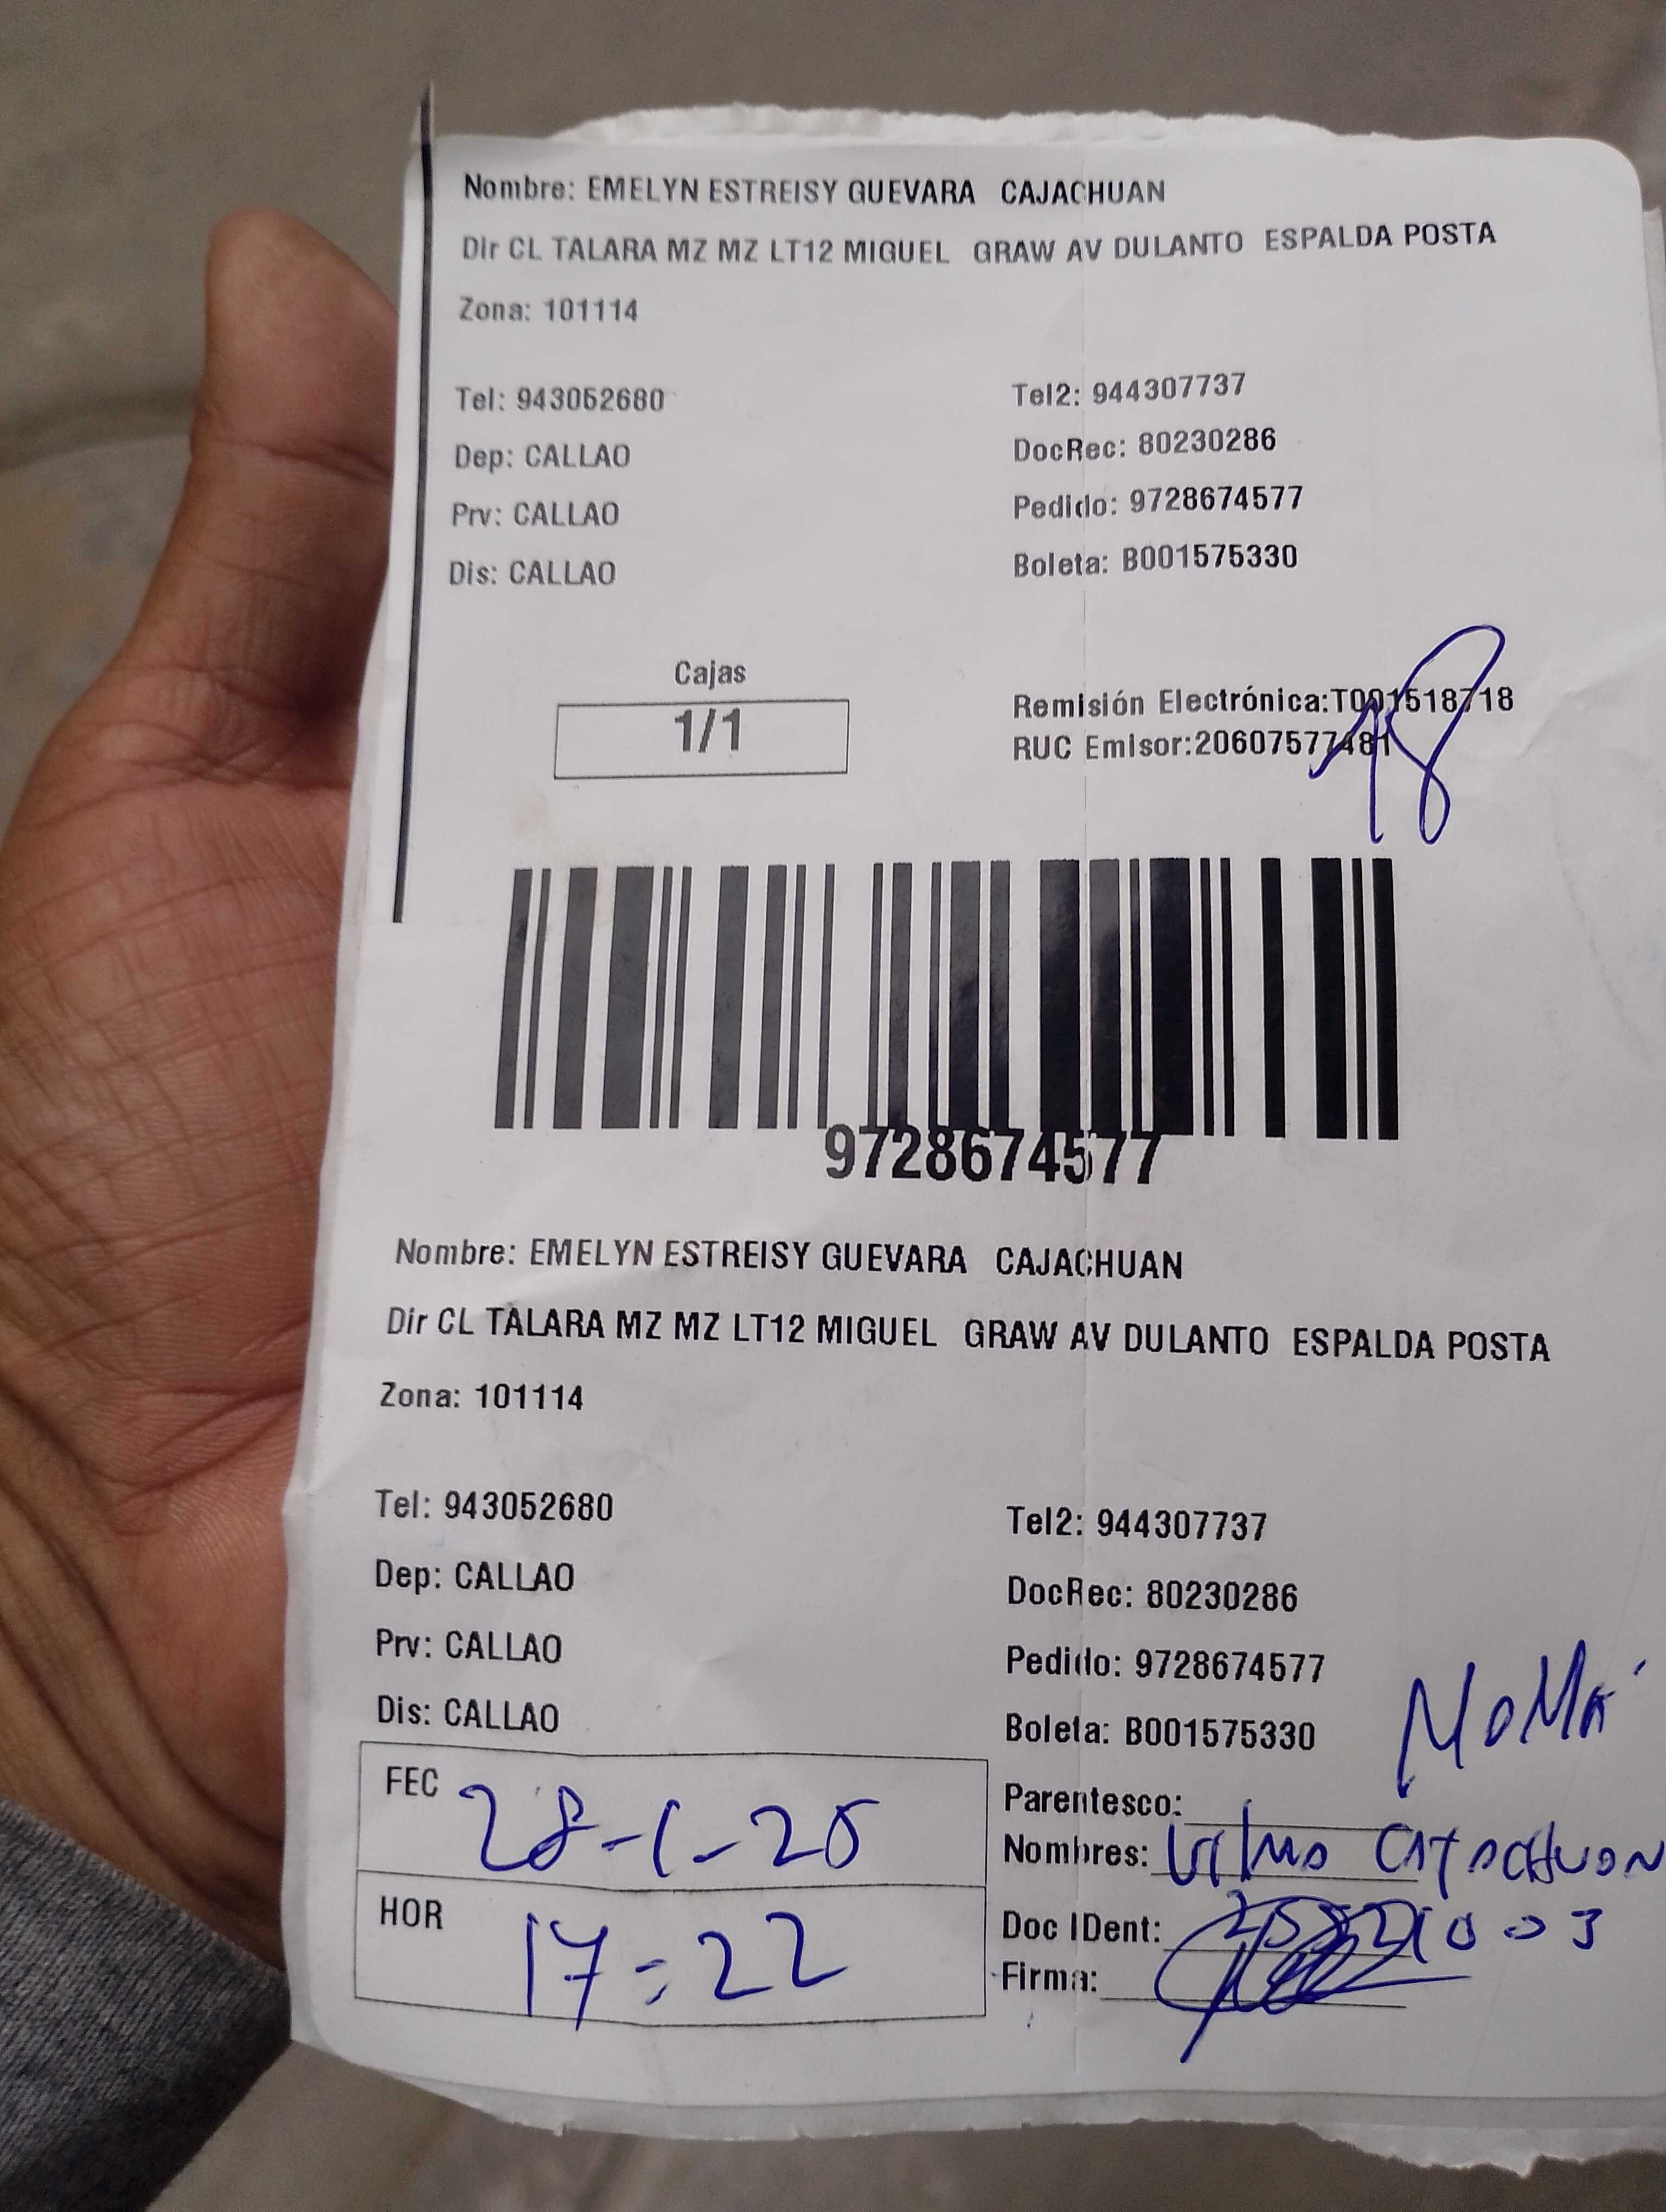 Nombre: EMELYN ESTREISY GUEVARA CAJACHUAN
Dir CL TALARA MZ MZ LT12 MIGUEL GRAW AV DULANTO ESPALDA POSTA
Zona: 101114
Tel: 943052680 Tel2: 944307737
Dep: CALLAO DocRec: 80230286
Prv: CALLAO Pedido: 9728674577
Dis: CALLAO Boleta: B001575330
Cajas
1/1
Remisión Electrónica:T001518718
RUC Emisor:20607577481
18
9728674577
Nombre: EMELYN ESTREISY GUEVARA CAJACHUAN
Dir CL TALARA MZ MZ LT12 MIGUEL GRAW AV DULANTO ESPALDA POSTA
Zona: 101114
Tel: 943052680 Tel2: 944307737
Dep: CALLAO DocRec: 80230286
Prv: CALLAO Pedido: 9728674577
Dis: CALLAO Boleta: B001575330
FEC 28-1-26
HOR 17:22
Parentesco: MAMÁ
Nombres: CAJACHUAN
Doc IDent:
Firma: